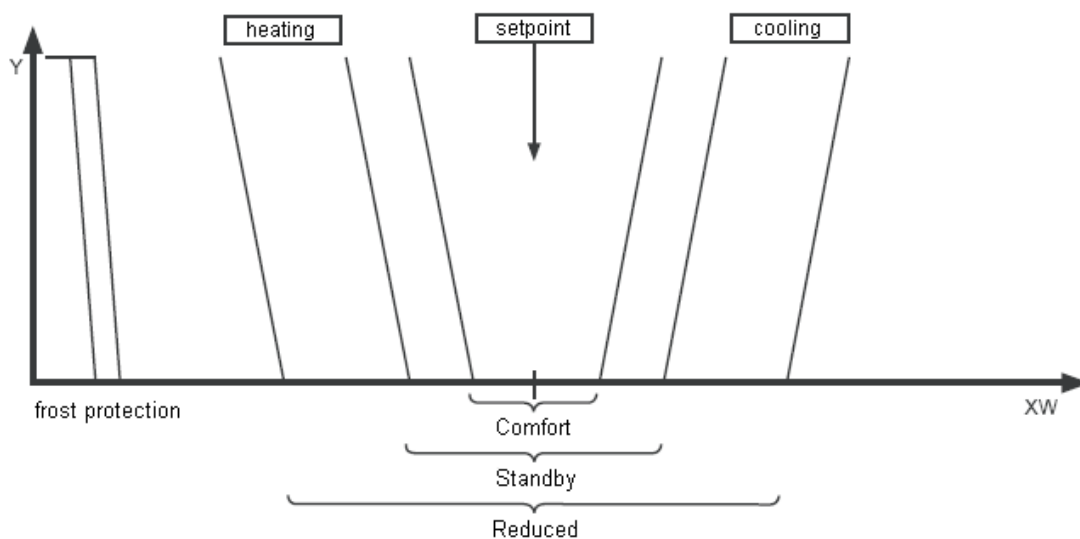 heating
setpoint
cooling
Y
frost protection
XW
Comfort
Standby
Reduced